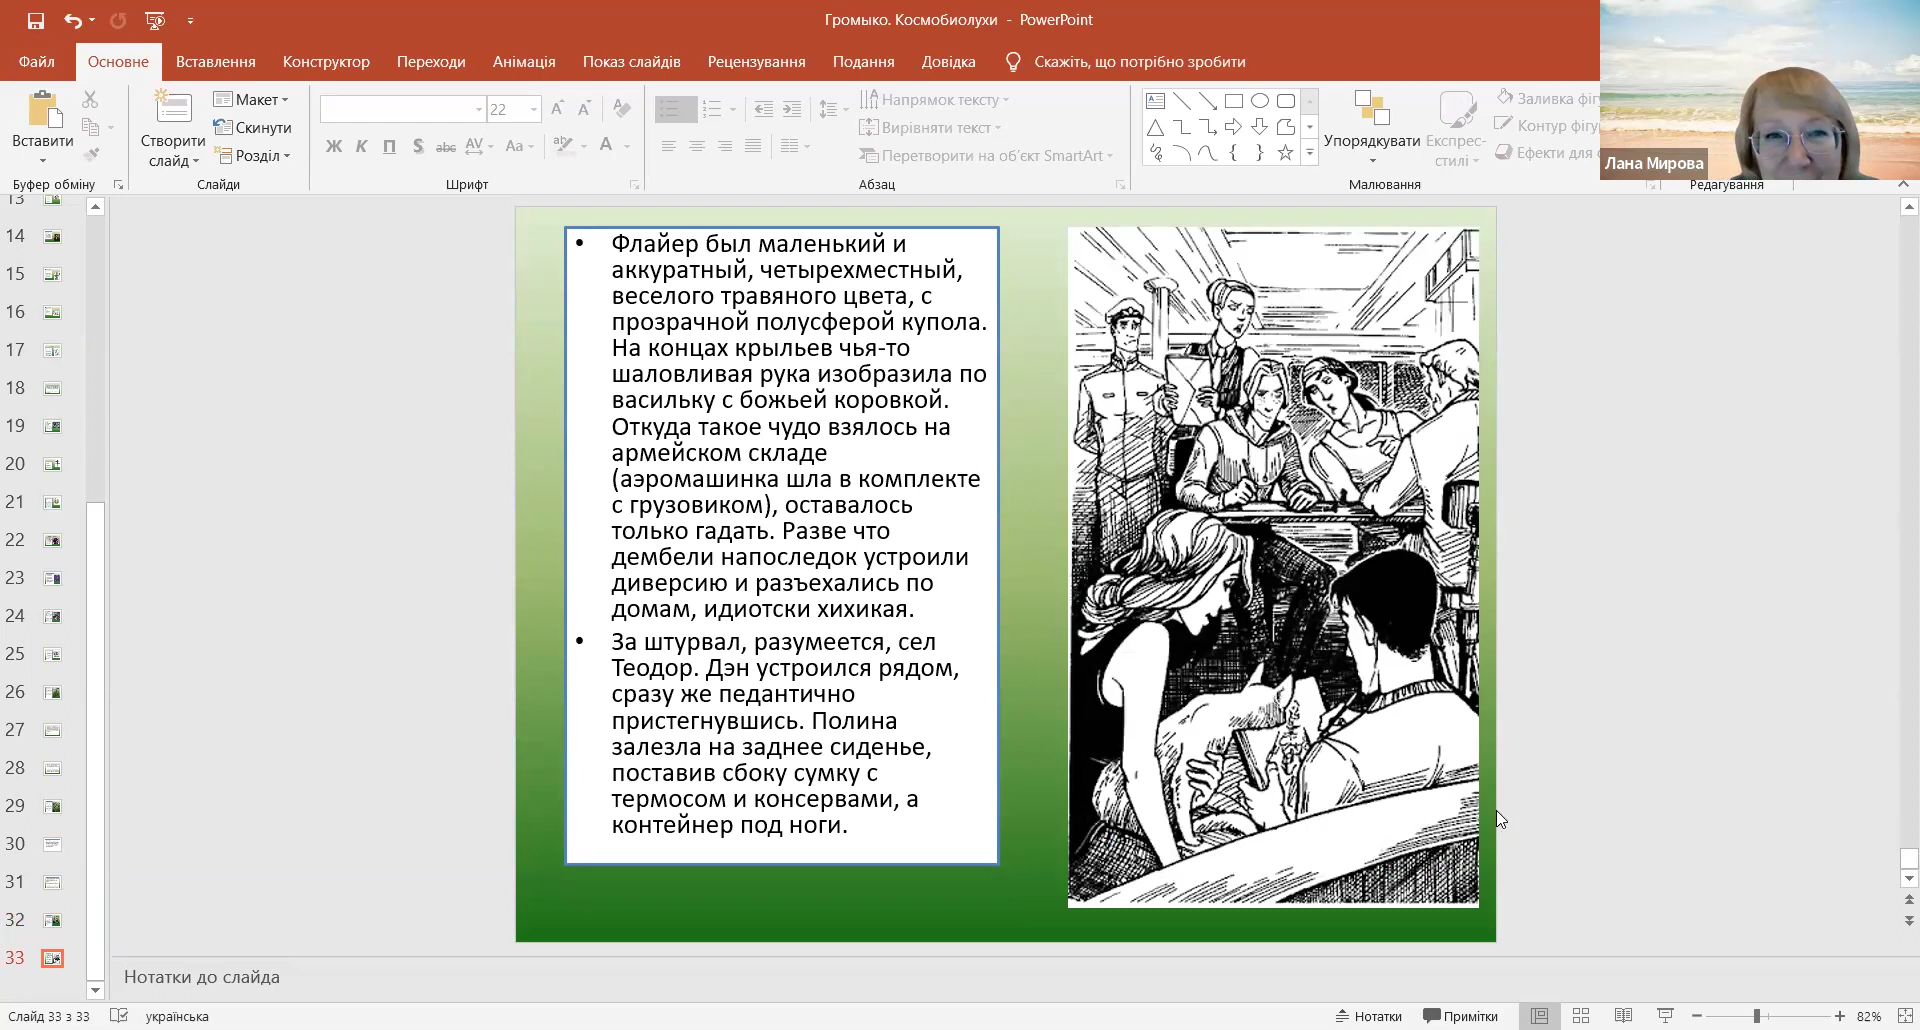 Громыко. Космобиолухи - PowerPoint
Файл Основне Вставлення Конструктор Переходи Анімація Показ слайдів Рецензування Подання Довідка Скажіть, що потрібно зробити
Вставити
Буфер обміну
Створити
слайд
Макет
Скинути
Розділ
Слайди
22
Ж К П S abc AV Aa A
Шрифт
Напрямок тексту
Вирівняти текст
Перетворити на об'єкт SmartArt
Абзац
Упорядкувати
Експрес-
стилі
Заливка фігу
Контур фігу
Ефекти для
Малювання
Редагування
Лана Мирова
13
14
15
16
17
18
19
20
21
22
23
24
25
26
27
28
29
30
31
32
33
• Флайер был маленький и
аккуратный, четырехместный,
веселого травяного цвета, с
прозрачной полусферой купола.
На концах крыльев чья-то
шаловливая рука изобразила по
васильку с божьей коровкой.
Откуда такое чудо взялось на
армейском складе
(аэромашинка шла в комплекте
с грузовиком), оставалось
только гадать. Разве что
дембели напоследок устроили
диверсию и разъехались по
домам, идиотски хихикая.
• За штурвал, разумеется, сел
Теодор. Дэн устроился рядом,
сразу же педантично
пристегнувшись. Полина
залезла на заднее сиденье,
поставив сбоку сумку с
термосом и консервами, а
контейнер под ноги.
Нотатки до слайда
Слайд 33 з 33 українська Нотатки Примітки 82%